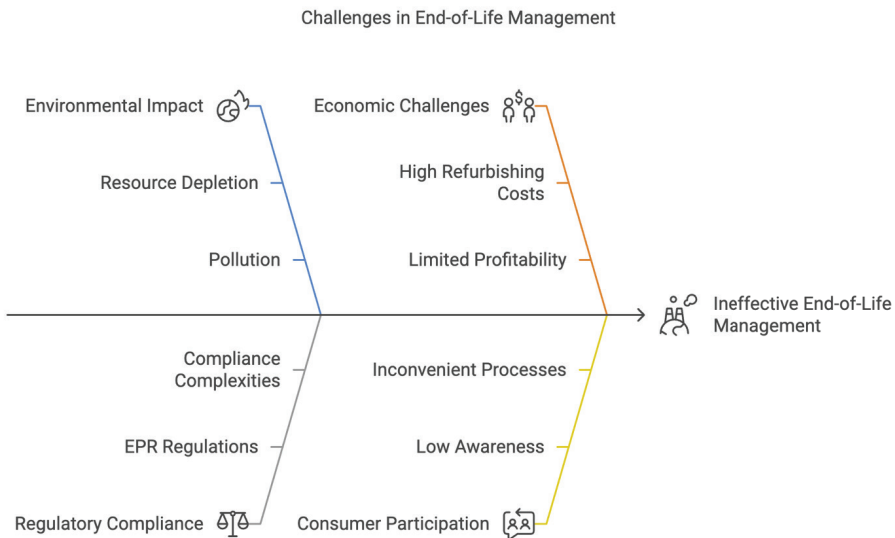 Challenges in End-of-Life Management
Environmental Impact
Economic Challenges
Resource Depletion
High Refurbishing
Costs
Pollution
Limited Profitability
Ineffective End-of-Life
Management
Compliance
Complexities
Inconvenient Processes
EPR Regulations
Low Awareness
Regulatory Compliance
Consumer Participation